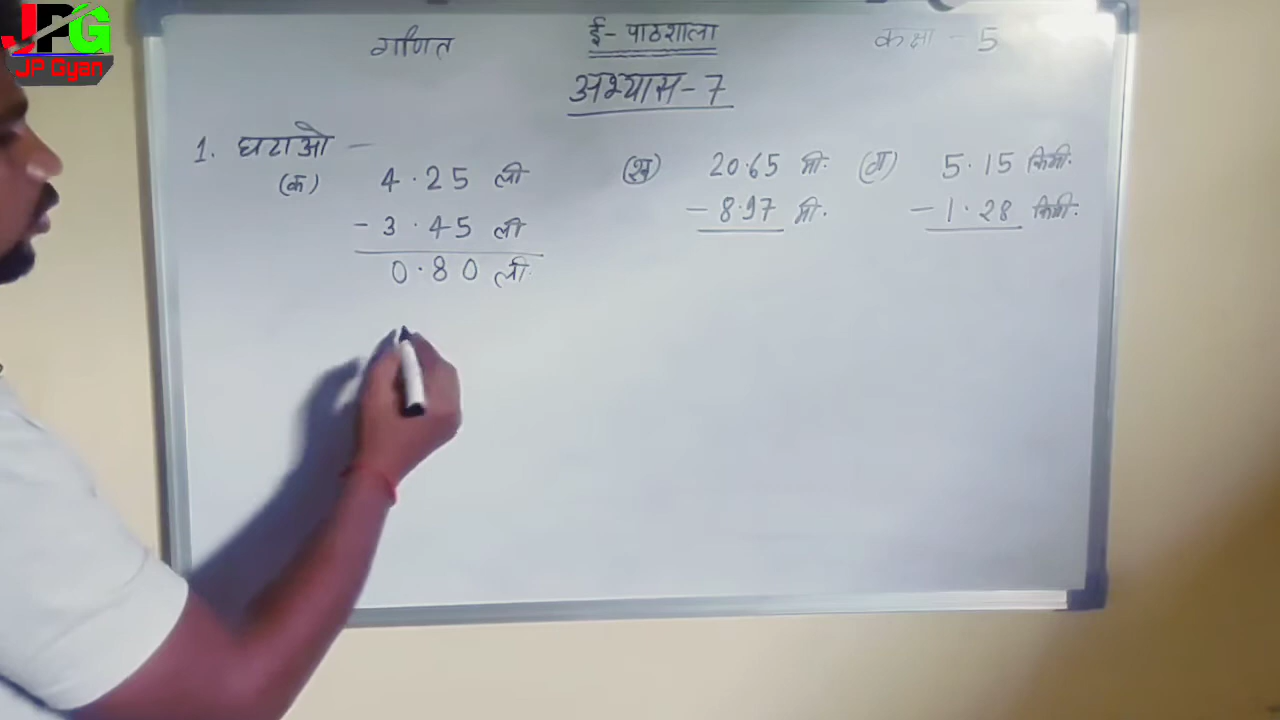 JPG
JP Gyan
गणित ई- पाठशाला कक्षा - 5
अभ्यास- 7
1. घटाओ -
(क) 4.25 ली
- 3.45 ली
0.80 ली.
(ख) 20.65 मी.
- 8.97 मी.
(ग) 5.15 किमी.
- 1.28 किमी.